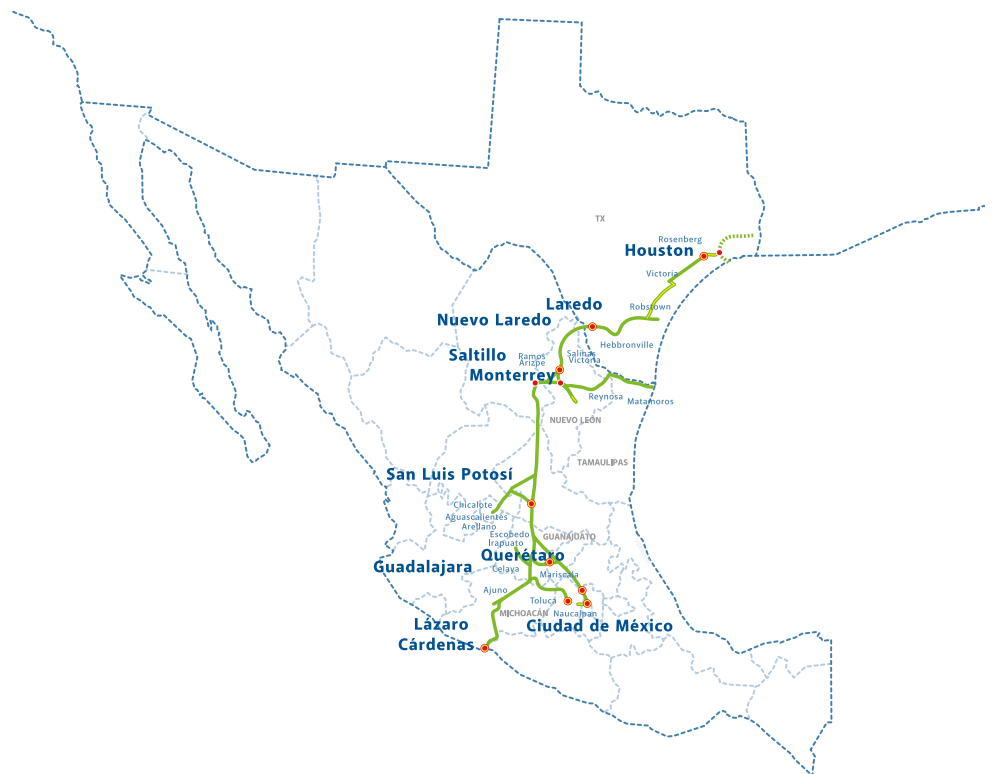 TX
Rosenberg
Houston
Victoria
Laredo
Robstown
Nuevo Laredo
Hebbronville
Saltillo
Ramos
Arizpe
Salinas
Victoria
Monterrey
Reynosa
Matamoros
NUEVO LEÓN
TAMAULIPAS
San Luis Potosí
Chicalote
Aguascalientes
Arellano
Escobedo
Irapuato
GUANAJUATO
Querétaro
Guadalajara
Celaya
Mariscala
Ajuno
Toluca
MICHOACÁN
Naucalpan
Lázaro
Cárdenas
Ciudad de México